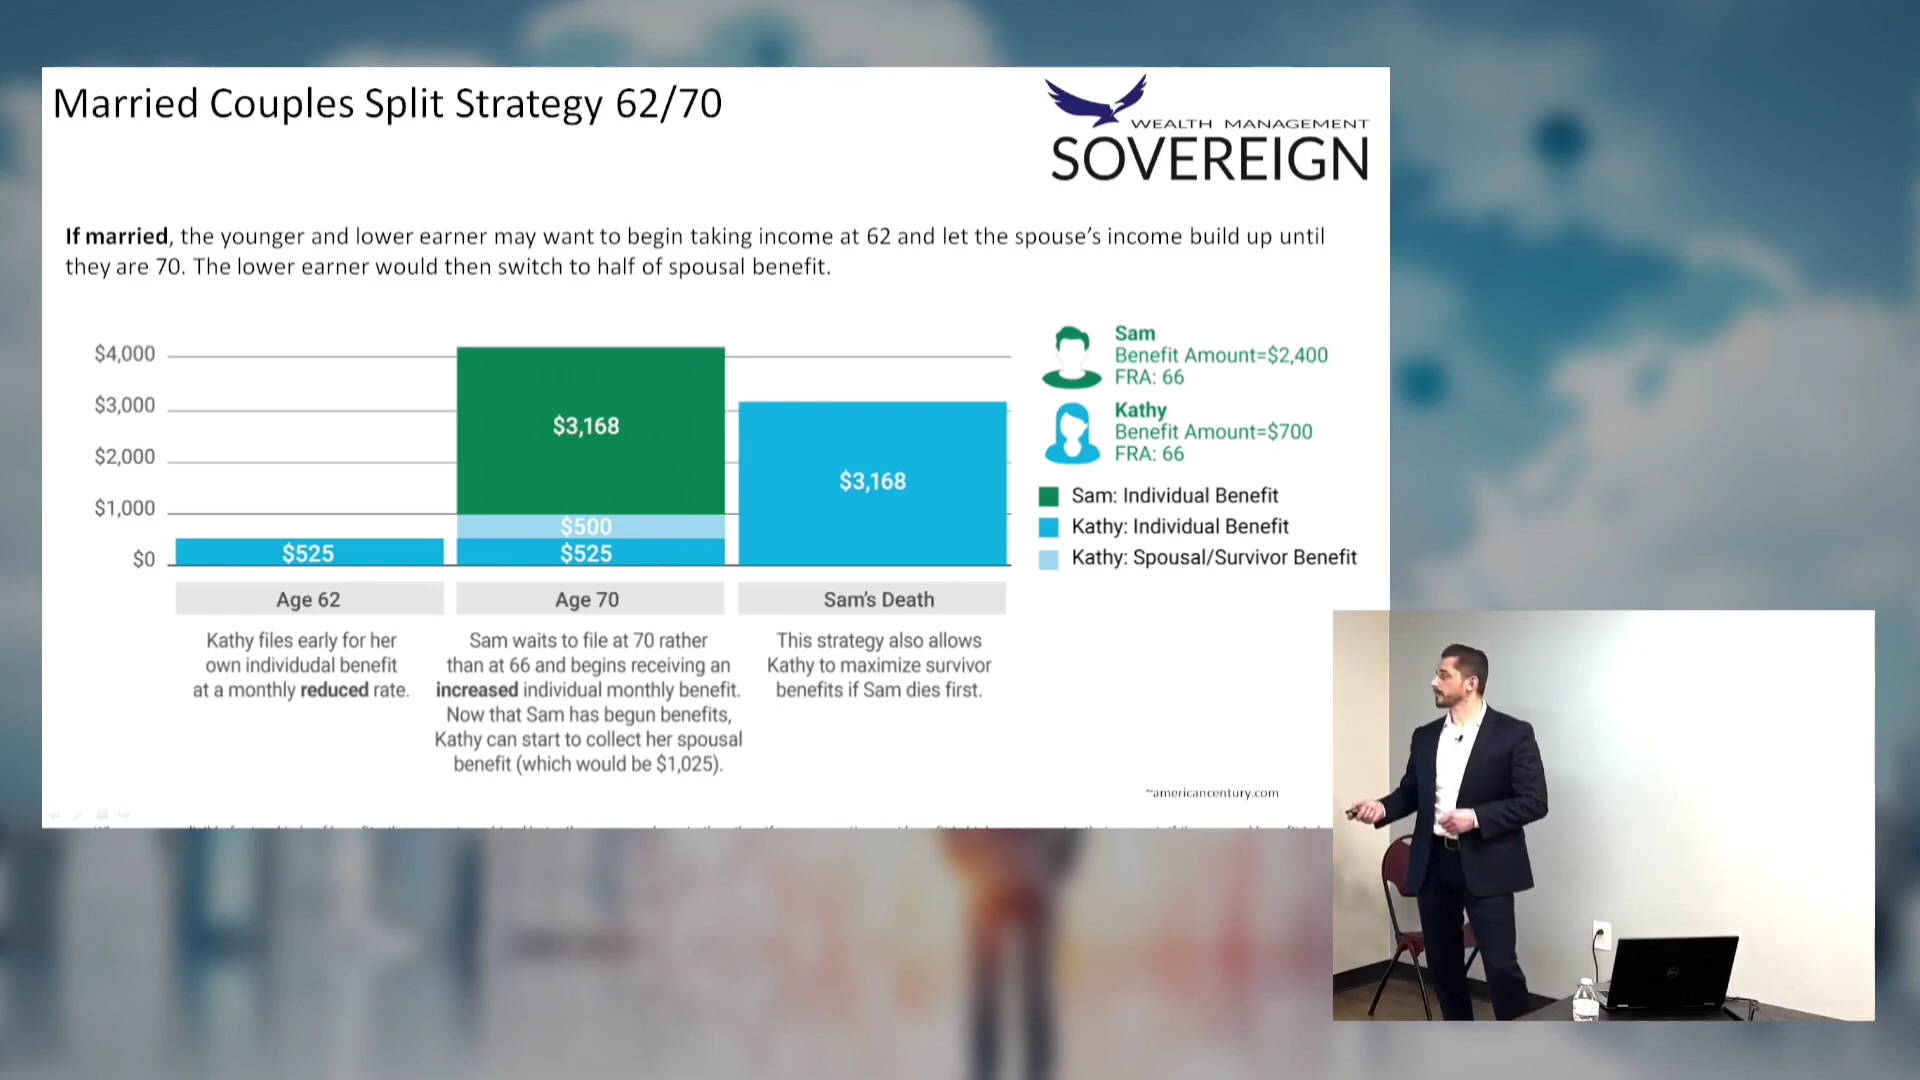 Married Couples Split Strategy 62/70
WEALTH MANAGEMENT
SOVEREIGN
If married, the younger and lower earner may want to begin taking income at 62 and let the spouse's income build up until
they are 70. The lower earner would then switch to half of spousal benefit.
$4,000
$3,000
$2,000
$1,000
$0
$525
$3,168
$500
$525
$3,168
Age 62
Age 70
Sam's Death
Kathy files early for her
own individudal benefit
at a monthly reduced rate.
Sam waits to file at 70 rather
than at 66 and begins receiving an
increased individual monthly benefit.
Now that Sam has begun benefits,
Kathy can start to collect her spousal
benefit (which would be $1,025).
This strategy also allows
Kathy to maximize survivor
benefits if Sam dies first.
Sam
Benefit Amount=$2,400
FRA: 66
Kathy
Benefit Amount=$700
FRA: 66
Sam: Individual Benefit
Kathy: Individual Benefit
Kathy: Spousal/Survivor Benefit
~americancentury.com